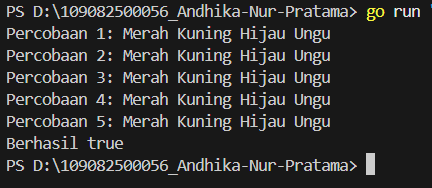 PS D:\109082500056_Andhika-Nur-Pratama> go run "
Percobaan 1: Merah Kuning Hijau Ungu
Percobaan 2: Merah Kuning Hijau Ungu
Percobaan 3: Merah Kuning Hijau Ungu
Percobaan 4: Merah Kuning Hijau Ungu
Percobaan 5: Merah Kuning Hijau Ungu
Berhasil true
PS D:\109082500056_Andhika-Nur-Pratama>